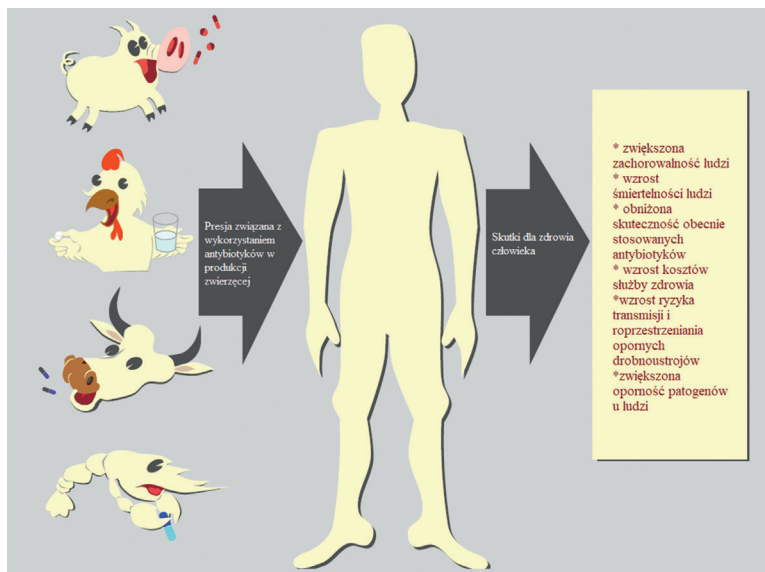 Presja związana z
wykorzystaniem
antybiotyków w
produkcji
zwierzęcej
Skutki dla zdrowia
człowieka
* zwiększona
zachorowalność ludzi
* wzrost
śmiertelności ludzi
* obniżona
skuteczność obecnie
stosowanych
antybiotyków
* wzrost kosztów
służby zdrowia
*wzrost ryzyka
transmisji i
roprzestrzeniania
opornych
drobnoustrojów
*zwiększona
oporność patogenów
u ludzi